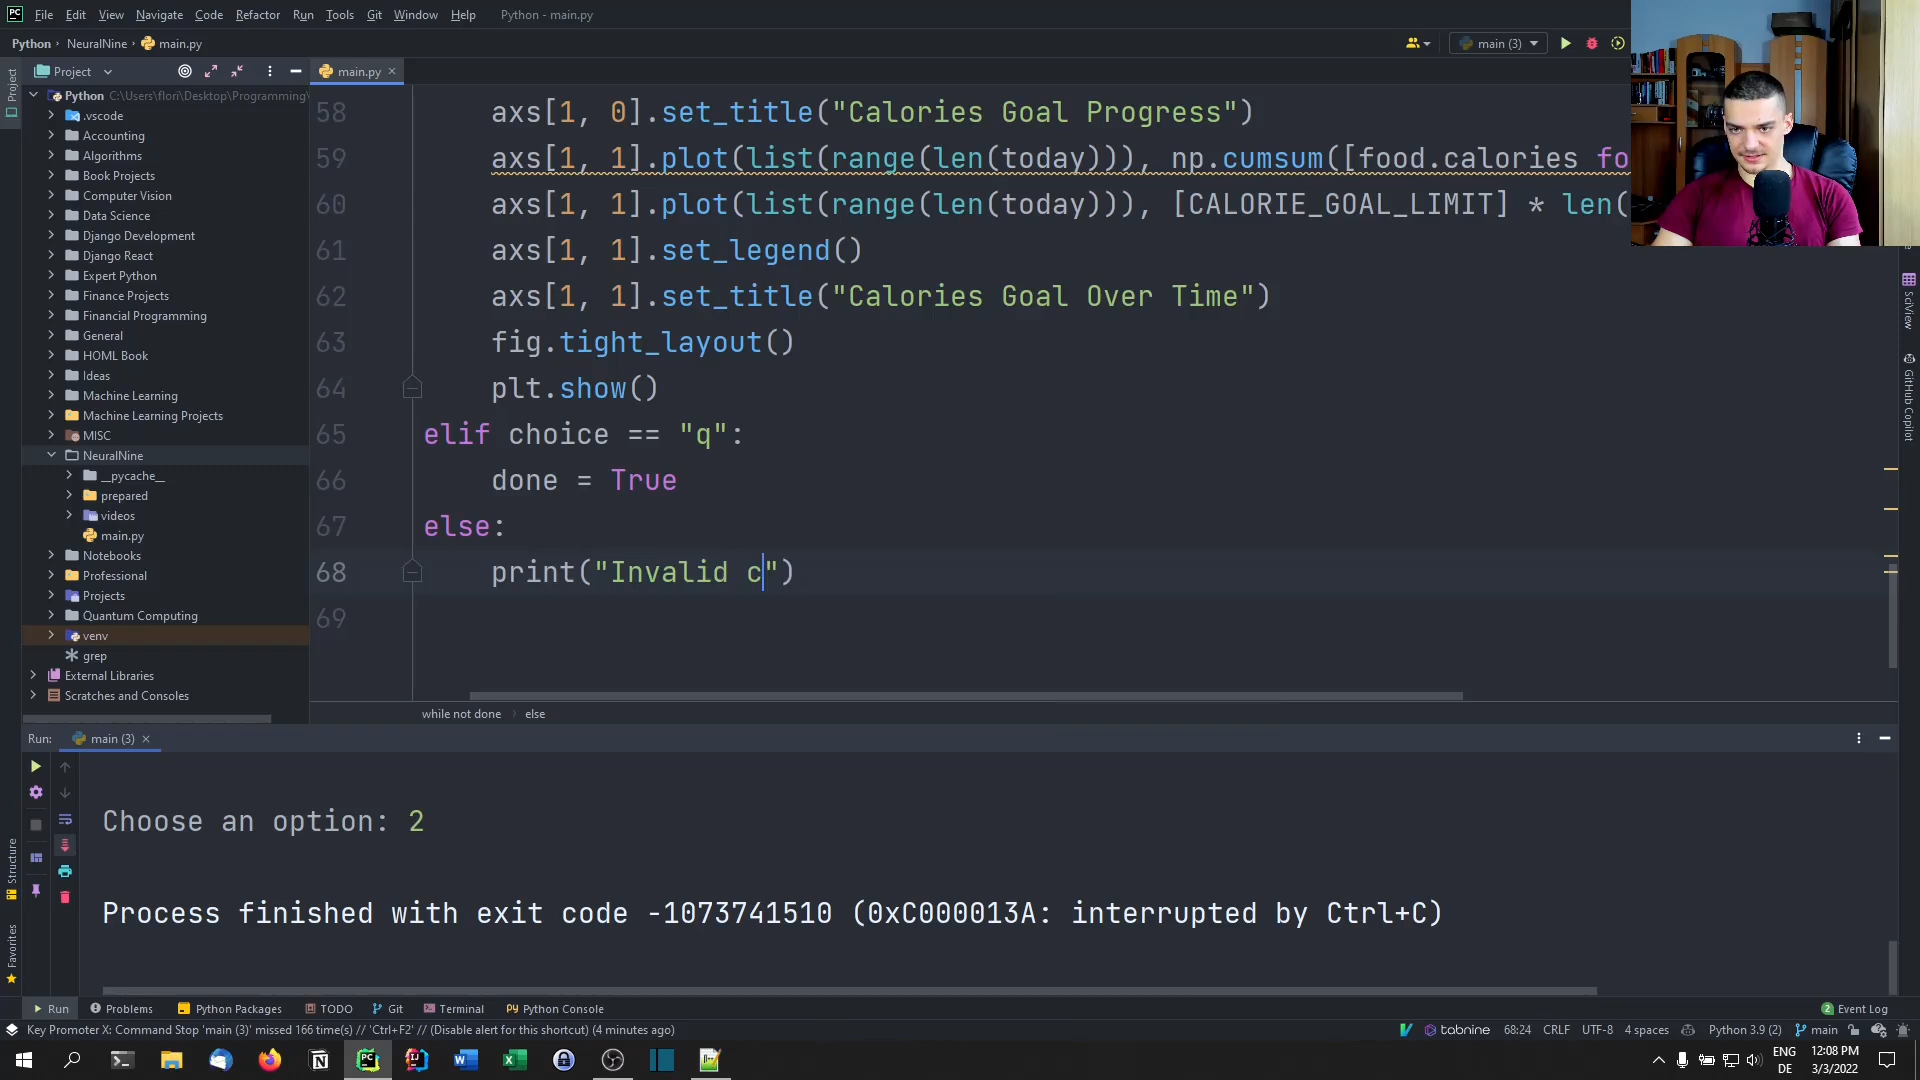 File Edit View Navigate Code Refactor Run Tools Git Window Help Python - main.py
Python NeuralNine main.py
main (3)
Project
main.py
Project
Python C:\Users\flori\Desktop\Programming\
.vscode
Accounting
Algorithms
Book Projects
Computer Vision
Data Science
Django Development
Django React
Expert Python
Finance Projects
Financial Programming
General
HOML Book
Ideas
Machine Learning
Machine Learning Projects
MISC
NeuralNine
__pycache__
prepared
videos
main.py
Notebooks
Professional
Projects
Quantum Computing
venv
grep
External Libraries
Scratches and Consoles
58 axs[1, 0].set_title("Calories Goal Progress")
59 axs[1, 1].plot(list(range(len(today))), np.cumsum([food.calories fo
60 axs[1, 1].plot(list(range(len(today))), [CALORIE_GOAL_LIMIT] * len(
61 axs[1, 1].set_legend()
62 axs[1, 1].set_title("Calories Goal Over Time")
63 fig.tight_layout()
64 plt.show()
65 elif choice == "q":
66 done = True
67 else:
68 print("Invalid c")
69
while not done else
SciView
GitHub Copilot
Run: main (3)
Choose an option: 2
Process finished with exit code -1073741510 (0xC000013A: interrupted by Ctrl+C)
Structure
Favorites
Run Problems Python Packages TODO Git Terminal Python Console
2 Event Log
Key Promoter X: Command Stop 'main (3)' missed 166 time(s) // 'Ctrl+F2' // (Disable alert for this shortcut) (4 minutes ago)
tabnine 68:24 CRLF UTF-8 4 spaces Python 3.9 (2) main
ENG
DE
12:08 PM
3/3/2022